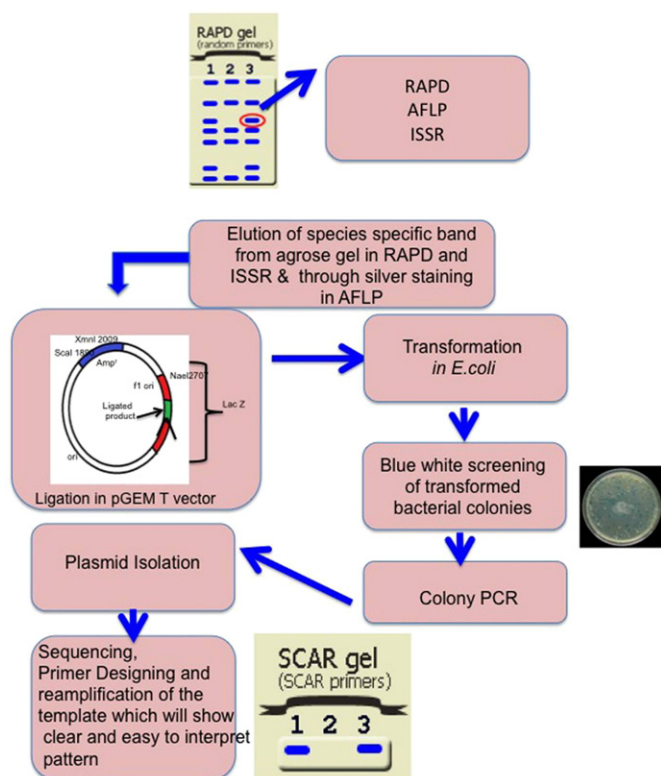 RAPD gel
(random primers)
1 2 3
RAPD
AFLP
ISSR
Elution of species specific band
from agrose gel in RAPD and
ISSR & through silver staining
in AFLP
XmnI 2009
ScaI 1890
Ampr
NaeI2707
f1 ori
Ligated
product
Lac Z
ori
Ligation in pGEM T vector
Transformation
in E.coli
Blue white screening
of transformed
bacterial colonies
Colony PCR
Plasmid Isolation
Sequencing,
Primer Designing and
reamplification of the
template which will show
clear and easy to interpret
pattern
SCAR gel
(SCAR primers)
1 2 3